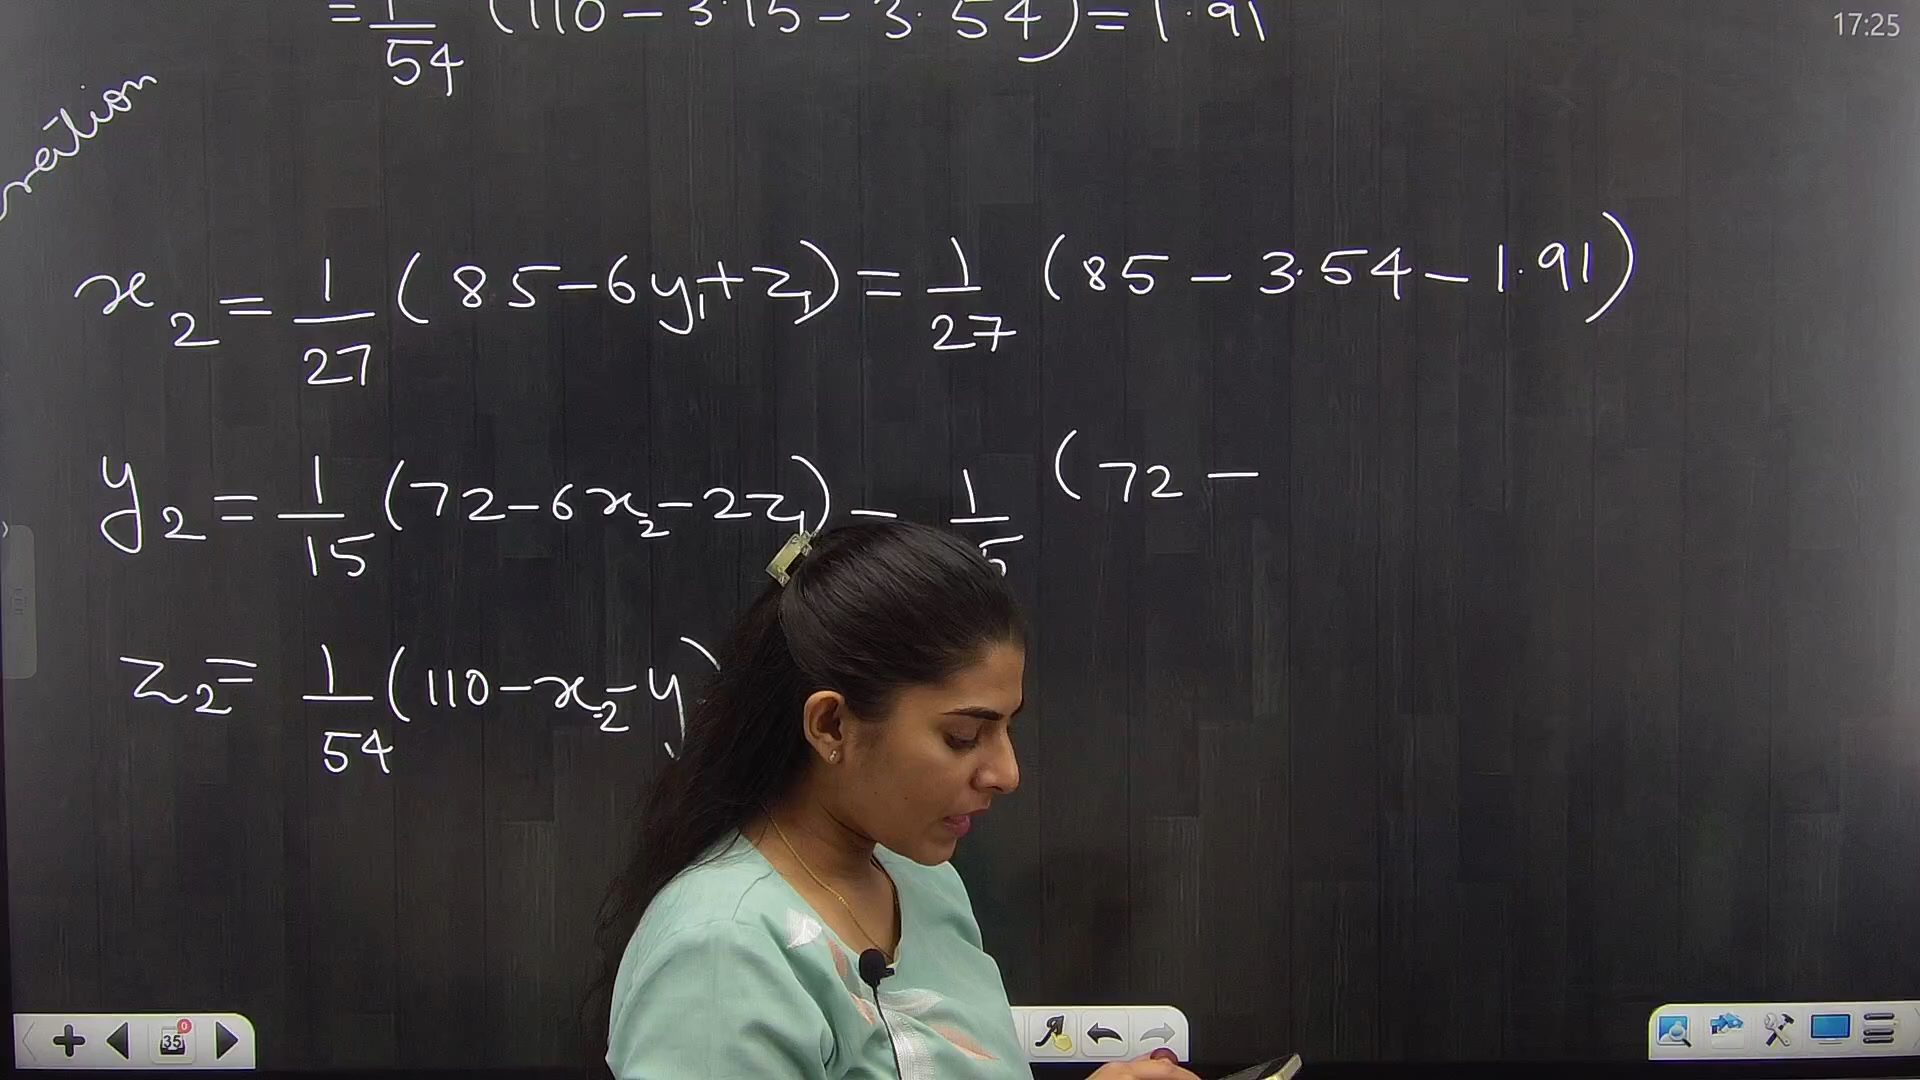 = 1/54 (110 - 3.15 - 3.54) = 1.91
17:25
x₂ = 1/27 (85 - 6y₁ + z₁) = 1/27 (85 - 3.54 - 1.91)
y₂ = 1/15 (72 - 6x₂ - 2z₁) = 1/15 (72 -
z₂ = 1/54 (110 - x₂ - y
35
0